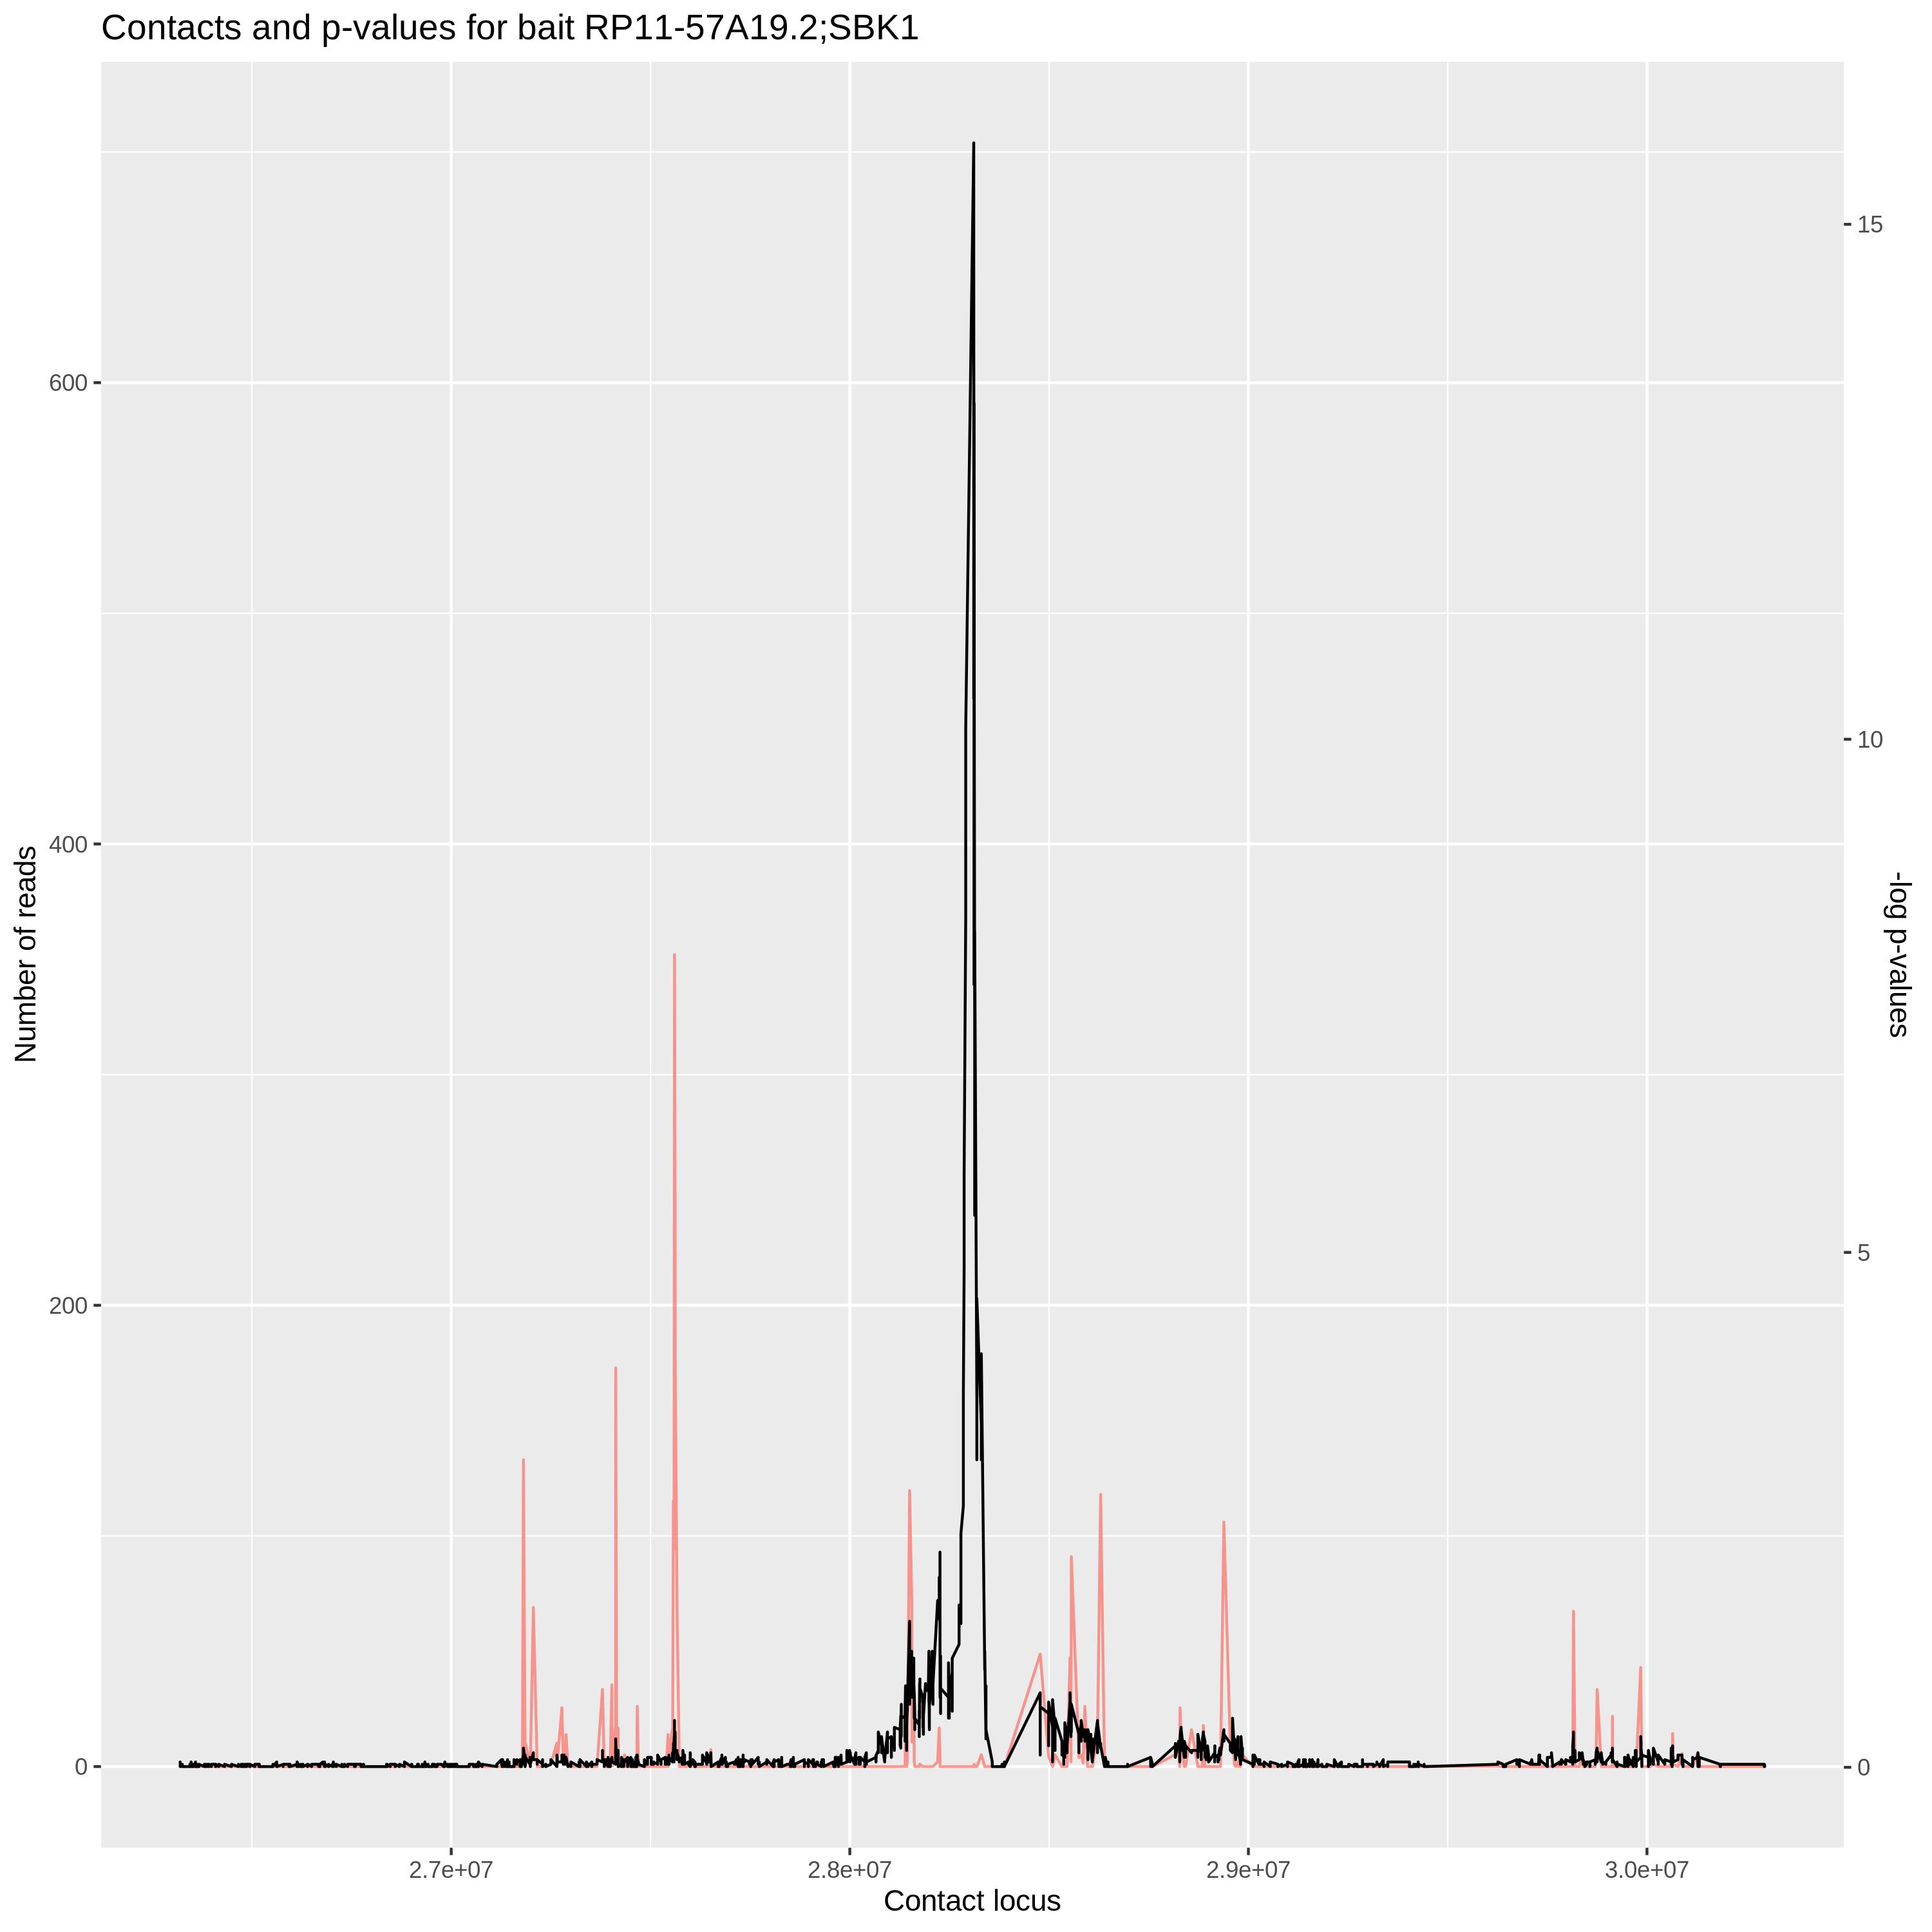 Contacts and p-values for bait RP11-57A19.2;SBK1
Number of reads
600
400
200
0
15
10
5
0
-log p-values
2.7e+07
2.8e+07
2.9e+07
3.0e+07
Contact locus